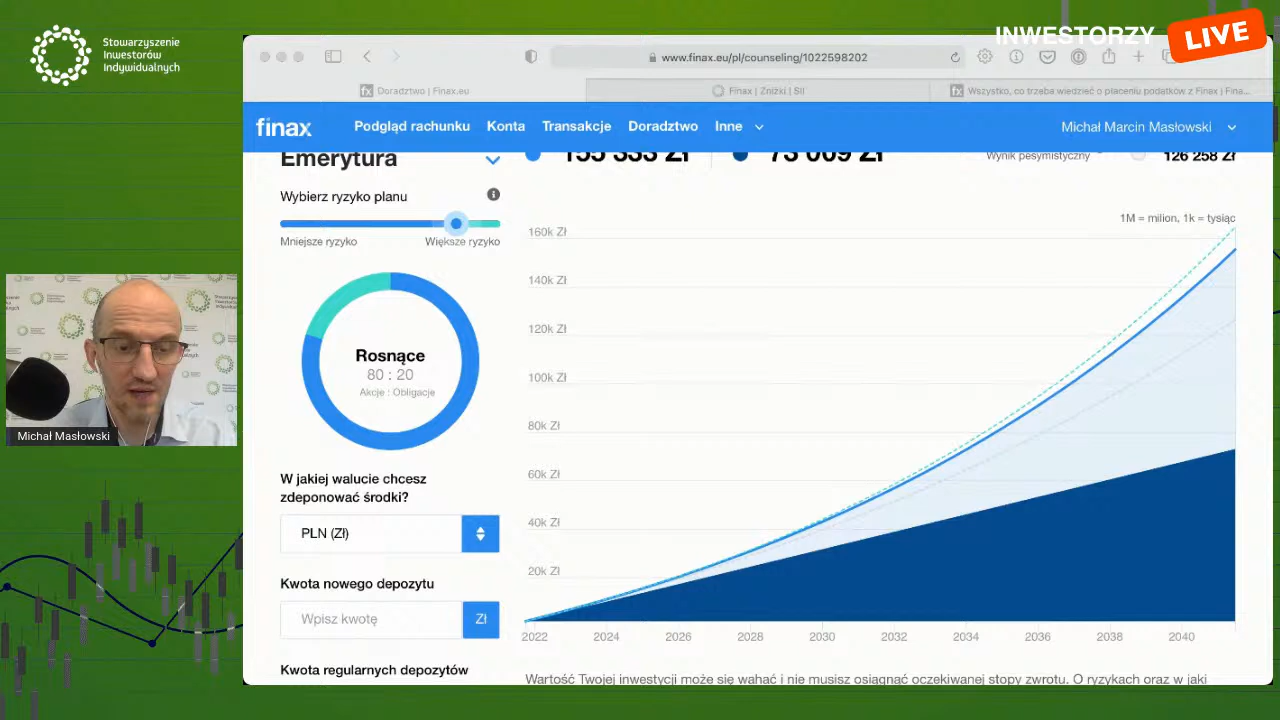 Stowarzyszenie
Inwestorów
Indywidualnych
INWESTORZY LIVE
www.finax.eu/pl/counseling/1022598202
fx Doradztwo | Finax.eu
Finax | Zniżki | SII
fx Wszystko, co trzeba wiedzieć o płaceniu podatków z Finax | Fina...
finax
Podgląd rachunku
Konta
Transakcje
Doradztwo
Inne
Michał Marcin Masłowski
Emerytura
155 333 Zł
73 009 Zł
Wynik pesymistyczny
126 258 Zł
Wybierz ryzyko planu
Mniejsze ryzyko
Większe ryzyko
Rosnące
80 : 20
Akcje : Obligacje
W jakiej walucie chcesz
zdeponować środki?
PLN (Zł)
Kwota nowego depozytu
Wpisz kwotę
Zł
Kwota regularnych depozytów
1M = milion, 1k = tysiąc
160k Zł
140k Zł
120k Zł
100k Zł
80k Zł
60k Zł
40k Zł
20k Zł
2022
2024
2026
2028
2030
2032
2034
2036
2038
2040
Wartość Twojej inwestycji może się wahać i nie musisz osiągnąć oczekiwanej stopy zwrotu. O ryzykach oraz w jaki
Michał Masłowski